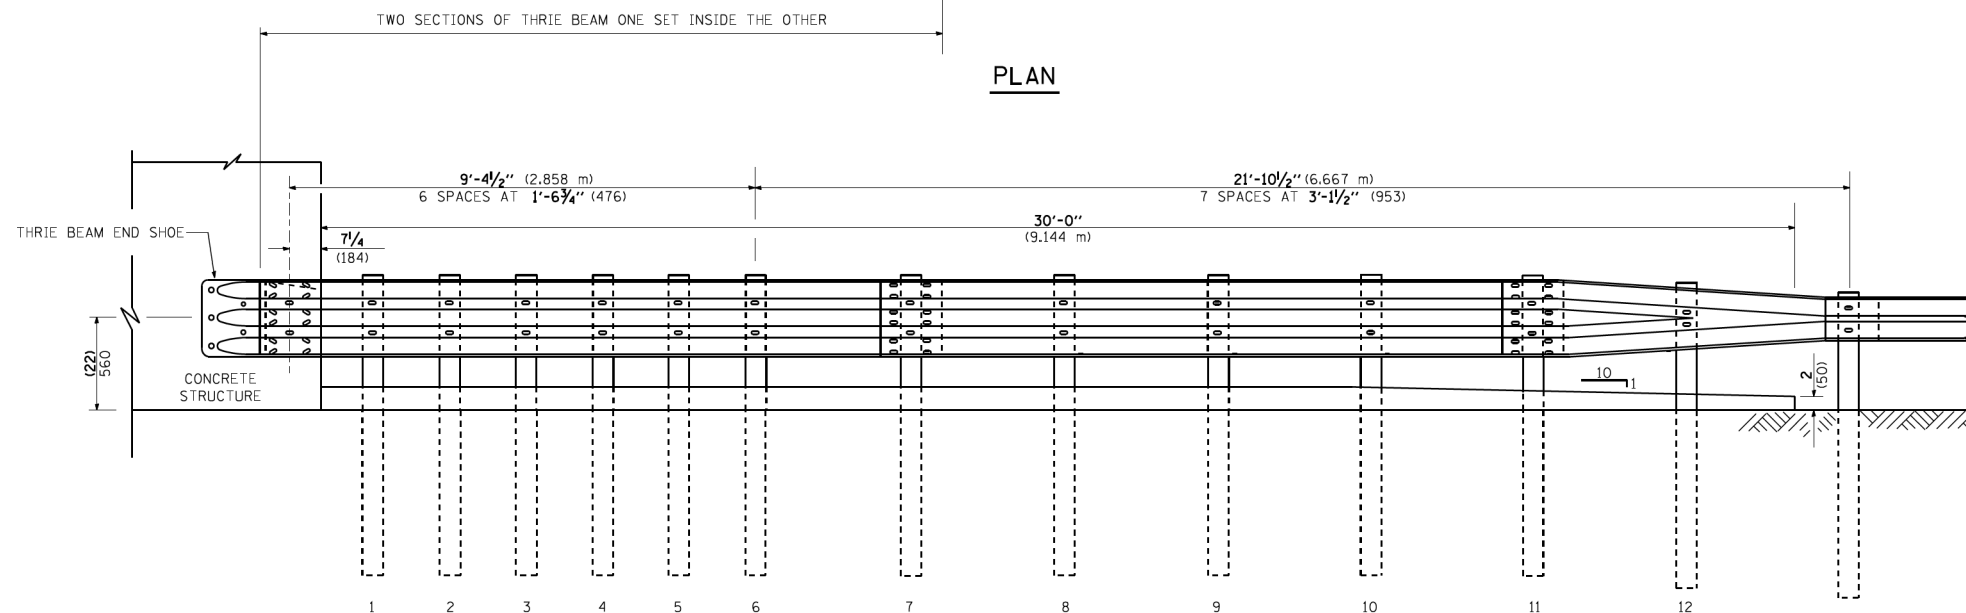 TWO SECTIONS OF THRIE BEAM ONE SET INSIDE THE OTHER
PLAN
9'-4½" (2.858 m)
6 SPACES AT 1'-6¾" (476)
21'-10½" (6.667 m)
7 SPACES AT 3'-1½" (953)
30'-0"
(9.144 m)
THRIE BEAM END SHOE
7¼
(184)
(22)
560
CONCRETE
STRUCTURE
10
1
2
(50)
1 2 3 4 5 6 7 8 9 10 11 12